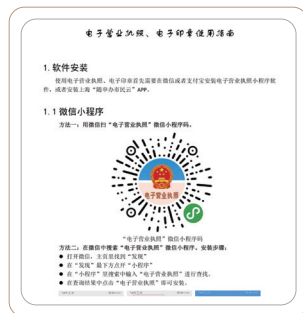 电子营业执照、电子印章使用指南
1. 软件安装
使用电子营业执照、电子印章首先需要在微信或者支付宝安装电子营业执照小程序软
件，或者安装上海“随申办市民云”APP。
1. 1 微信小程序
方法一：用微信扫“电子营业执照”微信小程序码。
电子营业执照
“电子营业执照”微信小程序码
方法二：在微信中搜索“电子营业执照”微信小程序，安装步骤：
● 打开微信，主页里找到“发现”
● 在“发现”最下方点开“小程序”
● 在“小程序”里搜索中输入“电子营业执照”进行查找。
● 在查询结果中点击“电子营业执照”即可安装。